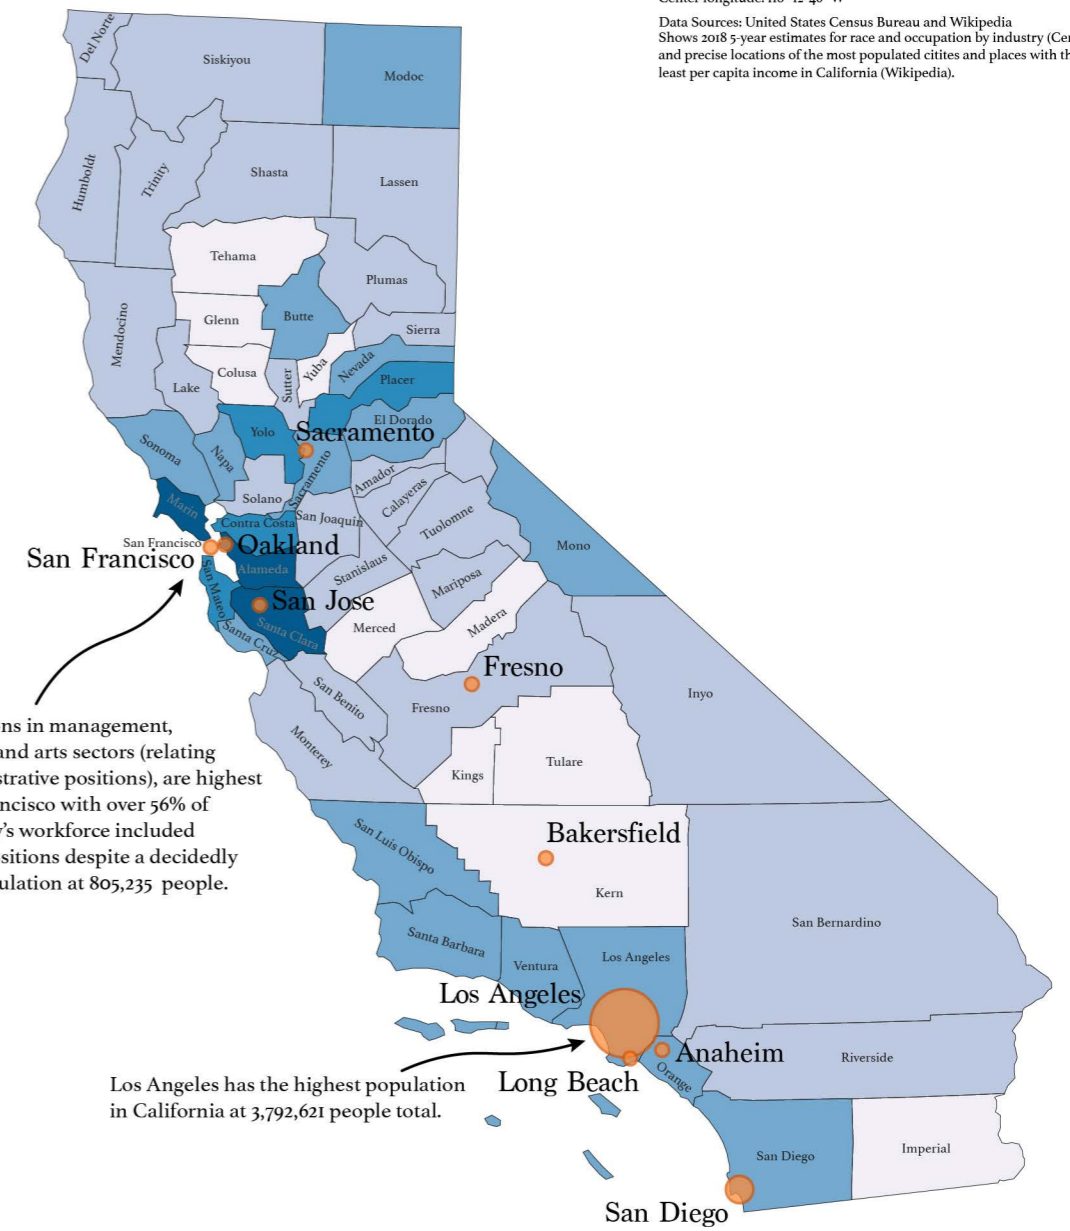 Data Sources: United States Census Bureau and Wikipedia
Shows 2018 5-year estimates for race and occupation by industry
and precise locations of the most populated citites and places with
least per capita income in California (Wikipedia).
Del Norte
Siskiyou
Modoc
Humboldt
Trinity
Shasta
Lassen
Tehama
Plumas
Mendocino
Glenn
Butte
Sierra
Colusa
Lake
Sutter
Yuba
Nevada
Placer
El Dorado
Yolo
Sacramento
Sonoma
Napa
Sacramento
Amador
Solano
Calayeras
Marin
San Joaquin
Tuolomne
Contra Costa
San Francisco
San Francisco
Oakland
Alameda
Mono
Stanislaus
Mariposa
San Mateo
San Jose
Santa Clara
Santa Cruz
Merced
Madera
Fresno
San Benito
Fresno
Inyo
Monterey
Kings
Tulare
in management,
and arts sectors (relating
positions), are highest
with over 56% of
workforce included
despite a decidedly
at 805,235 people.
San Luis Obispo
Bakersfield
Kern
San Bernardino
Santa Barbara
Ventura
Los Angeles
Los Angeles
Anaheim
Riverside
Long Beach
Orange
Los Angeles has the highest population
in California at 3,792,621 people total.
San Diego
Imperial
San Diego